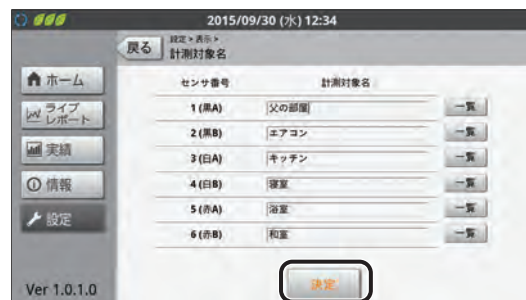 2015/09/30 (水) 12:34
戻る
設定 > 表示 >
計測対象名
ホーム
ライブ
レポート
実績
情報
設定
センサ番号 計測対象名
1 (黒A) 父の部屋 一覧
2 (黒B) エアコン 一覧
3 (白A) キッチン 一覧
4 (白B) 寝室 一覧
5 (赤A) 浴室 一覧
6 (赤B) 和室 一覧
決定
Ver 1.0.1.0